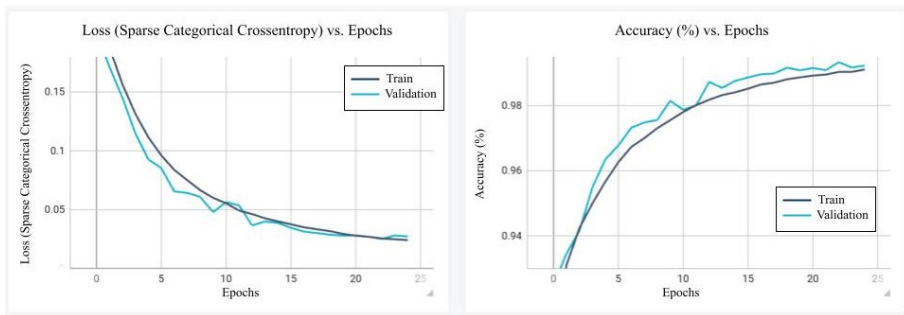 Loss (Sparse Categorical Crossentropy) vs. Epochs
Loss (Sparse Categorical Crossentropy)
0.15
0.1
0.05
Train
Validation
0 5 10 15 20 25
Epochs
Accuracy (%) vs. Epochs
Accuracy (%)
0.98
0.96
0.94
Train
Validation
0 5 10 15 20 25
Epochs